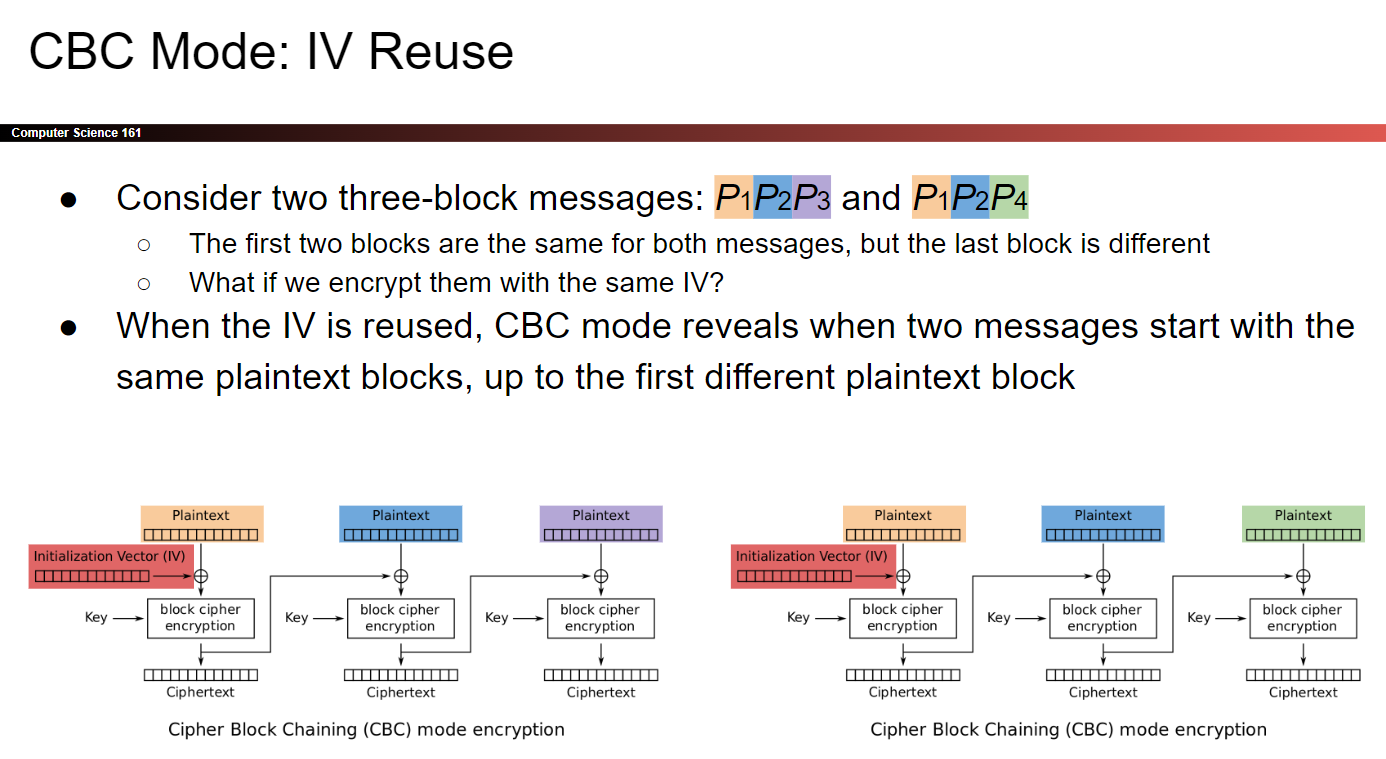 CBC Mode: IV Reuse
Computer Science 161
● Consider two three-block messages: P1P2P3 and P1P2P4
○ The first two blocks are the same for both messages, but the last block is different
○ What if we encrypt them with the same IV?
● When the IV is reused, CBC mode reveals when two messages start with the
same plaintext blocks, up to the first different plaintext block
Plaintext Plaintext Plaintext
Initialization Vector (IV)
Key block cipher encryption Key block cipher encryption Key block cipher encryption
Ciphertext Ciphertext Ciphertext
Cipher Block Chaining (CBC) mode encryption
Plaintext Plaintext Plaintext
Initialization Vector (IV)
Key block cipher encryption Key block cipher encryption Key block cipher encryption
Ciphertext Ciphertext Ciphertext
Cipher Block Chaining (CBC) mode encryption